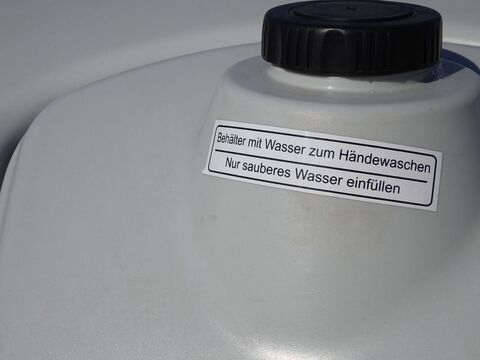 Behälter mit Wasser zum Händewaschen
Nur sauberes Wasser einfüllen